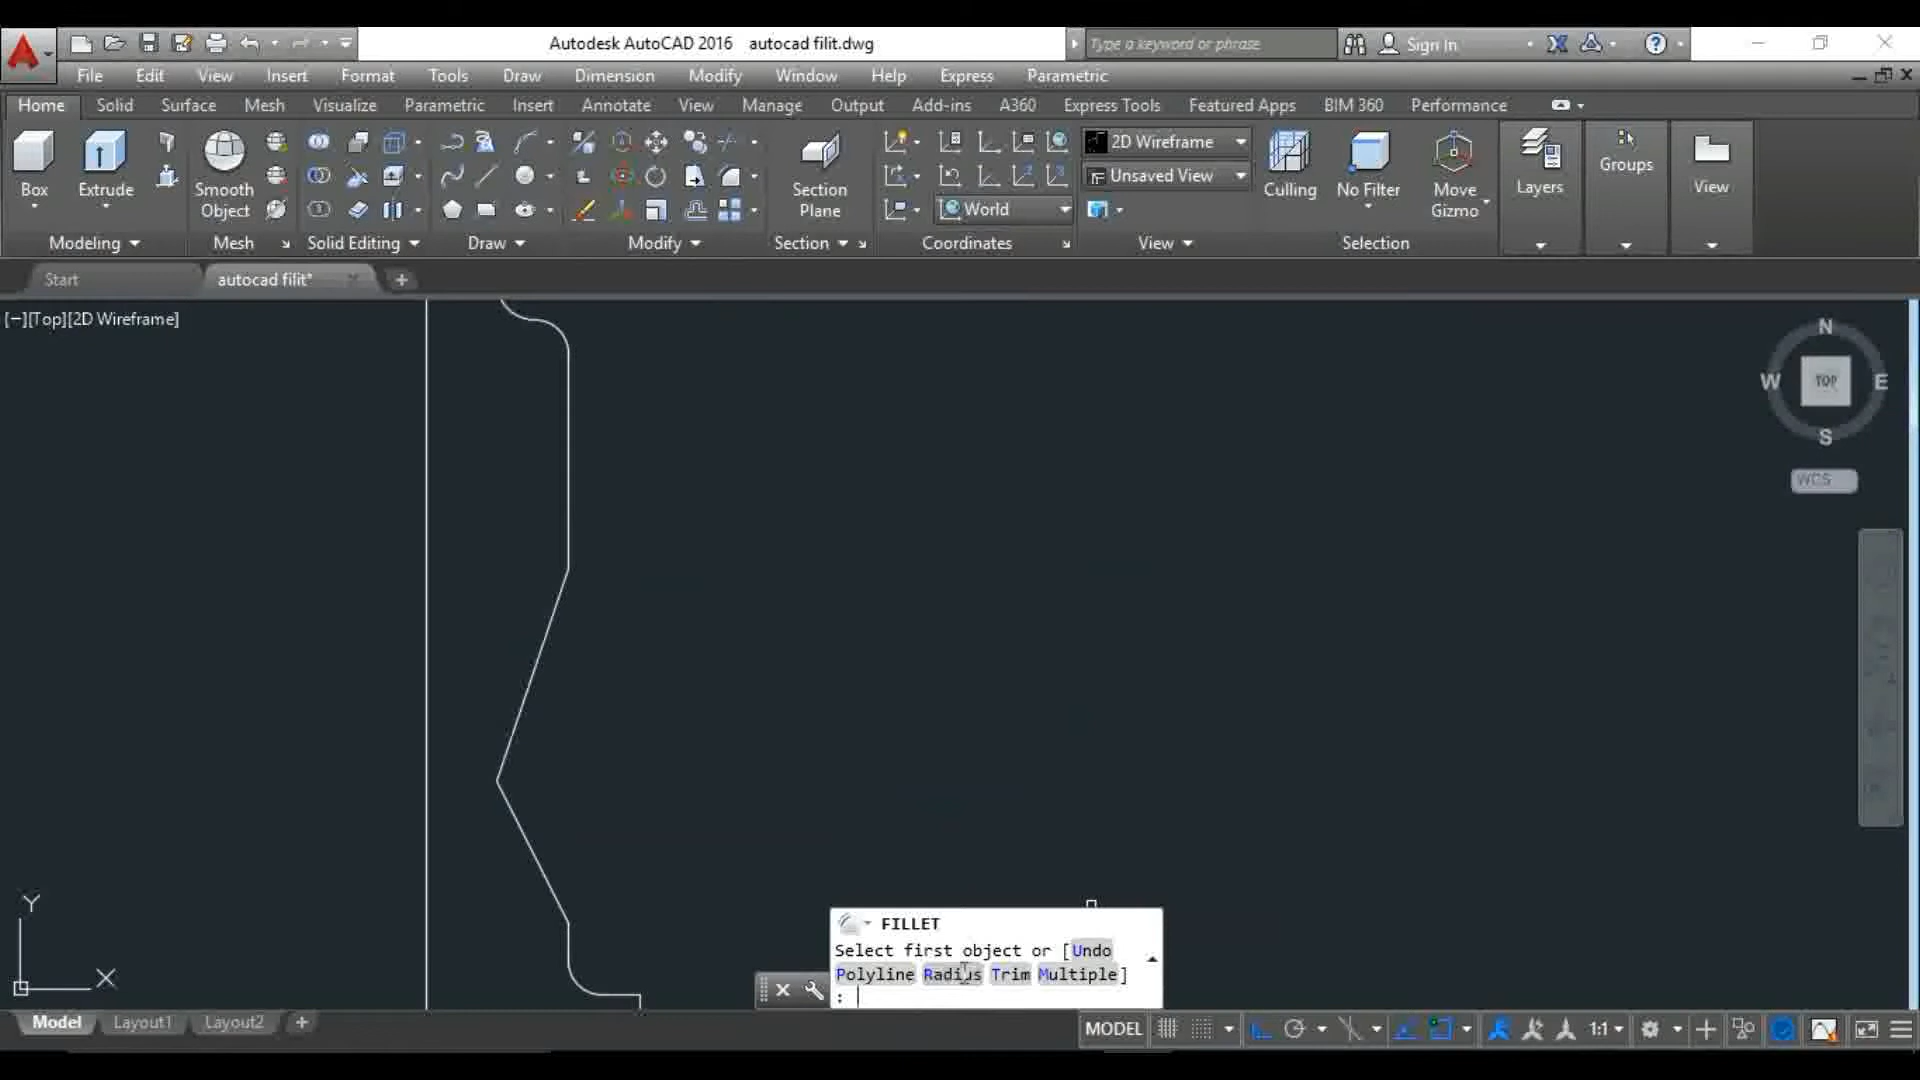 Autodesk AutoCAD 2016 autocad filit.dwg
Type a keyword or phrase
Sign In
File Edit View Insert Format Tools Draw Dimension Modify Window Help Express Parametric
Home Solid Surface Mesh Visualize Parametric Insert Annotate View Manage Output Add-ins A360 Express Tools Featured Apps BIM 360 Performance
Box
Extrude
Smooth
Object
Section
Plane
2D Wireframe
Unsaved View
World
Culling
No Filter
Move
Gizmo
Layers
Groups
View
Modeling Mesh Solid Editing Draw Modify Section Coordinates View Selection
Start autocad filit*
[−][Top][2D Wireframe]
N
W TOP E
S
WCS
Y
X
FILLET
Select first object or [Undo
Polyline Radius Trim Multiple]
:
Model Layout1 Layout2
MODEL 1:1